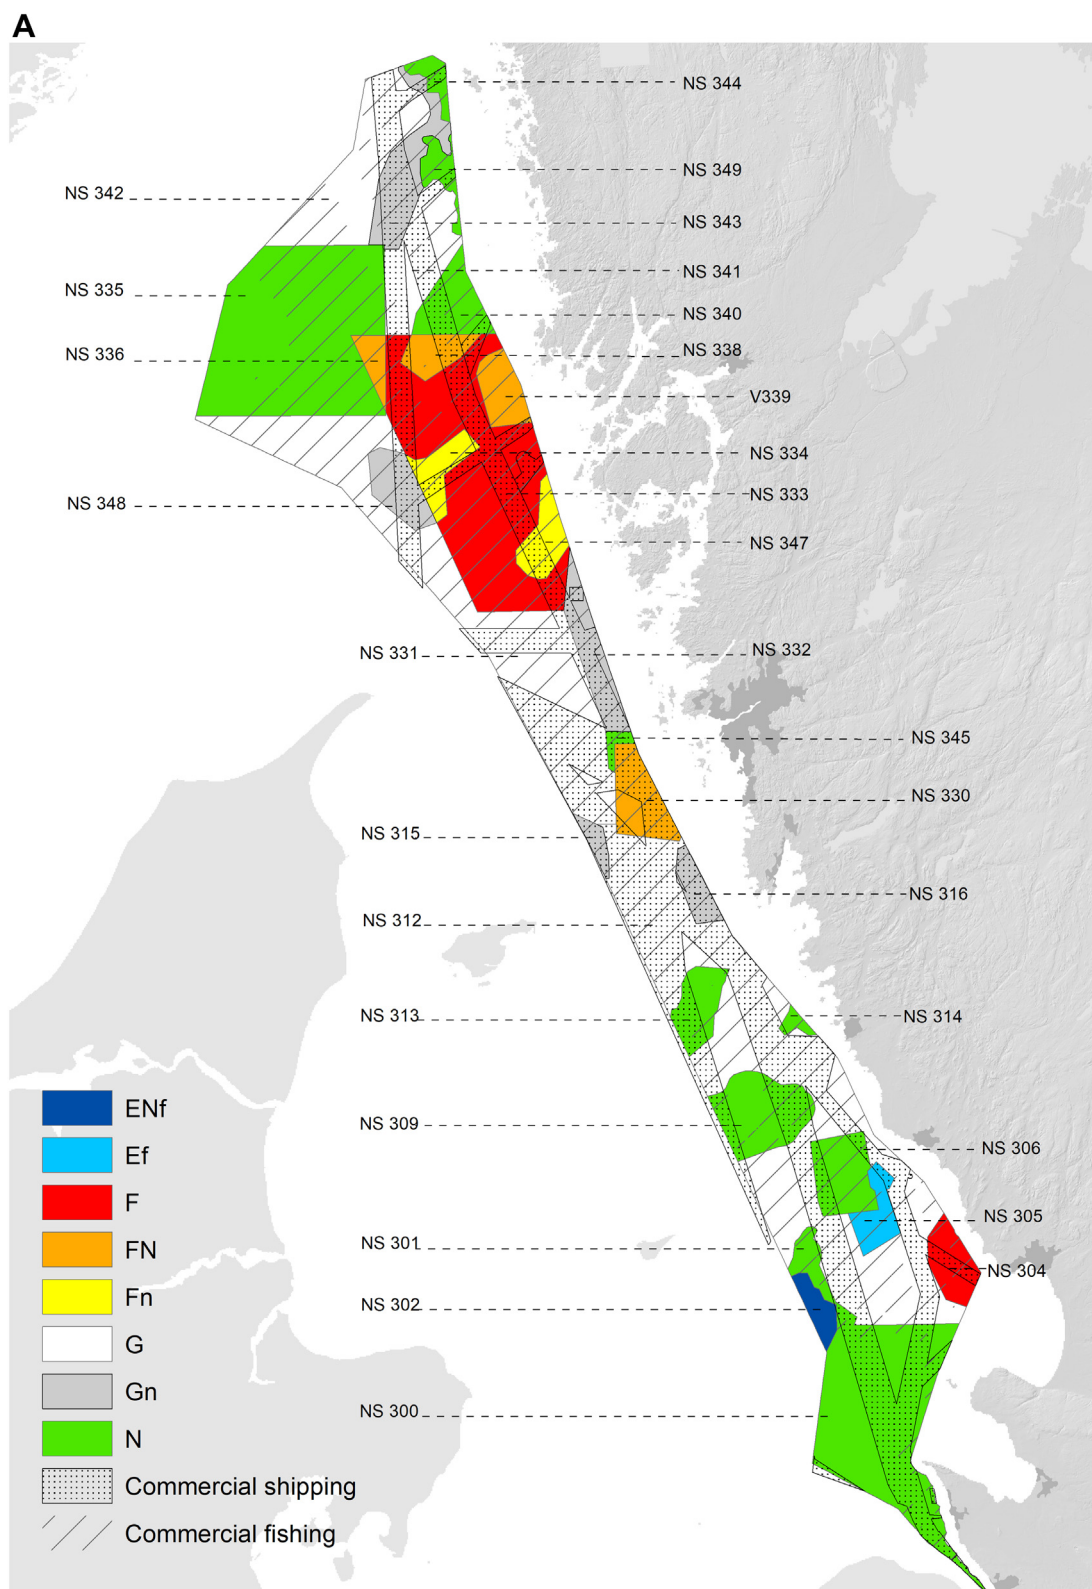 A
NS 344
NS 349
NS 342
NS 343
NS 341
NS 335
NS 340
NS 336
NS 338
V339
NS 334
NS 333
NS 348
NS 347
NS 331
NS 332
NS 345
NS 330
NS 315
NS 316
NS 312
NS 313
NS 314
NS 309
NS 306
NS 305
NS 301
NS 304
NS 302
NS 300
ENf
Ef
F
FN
Fn
G
Gn
N
Commercial shipping
Commercial fishing